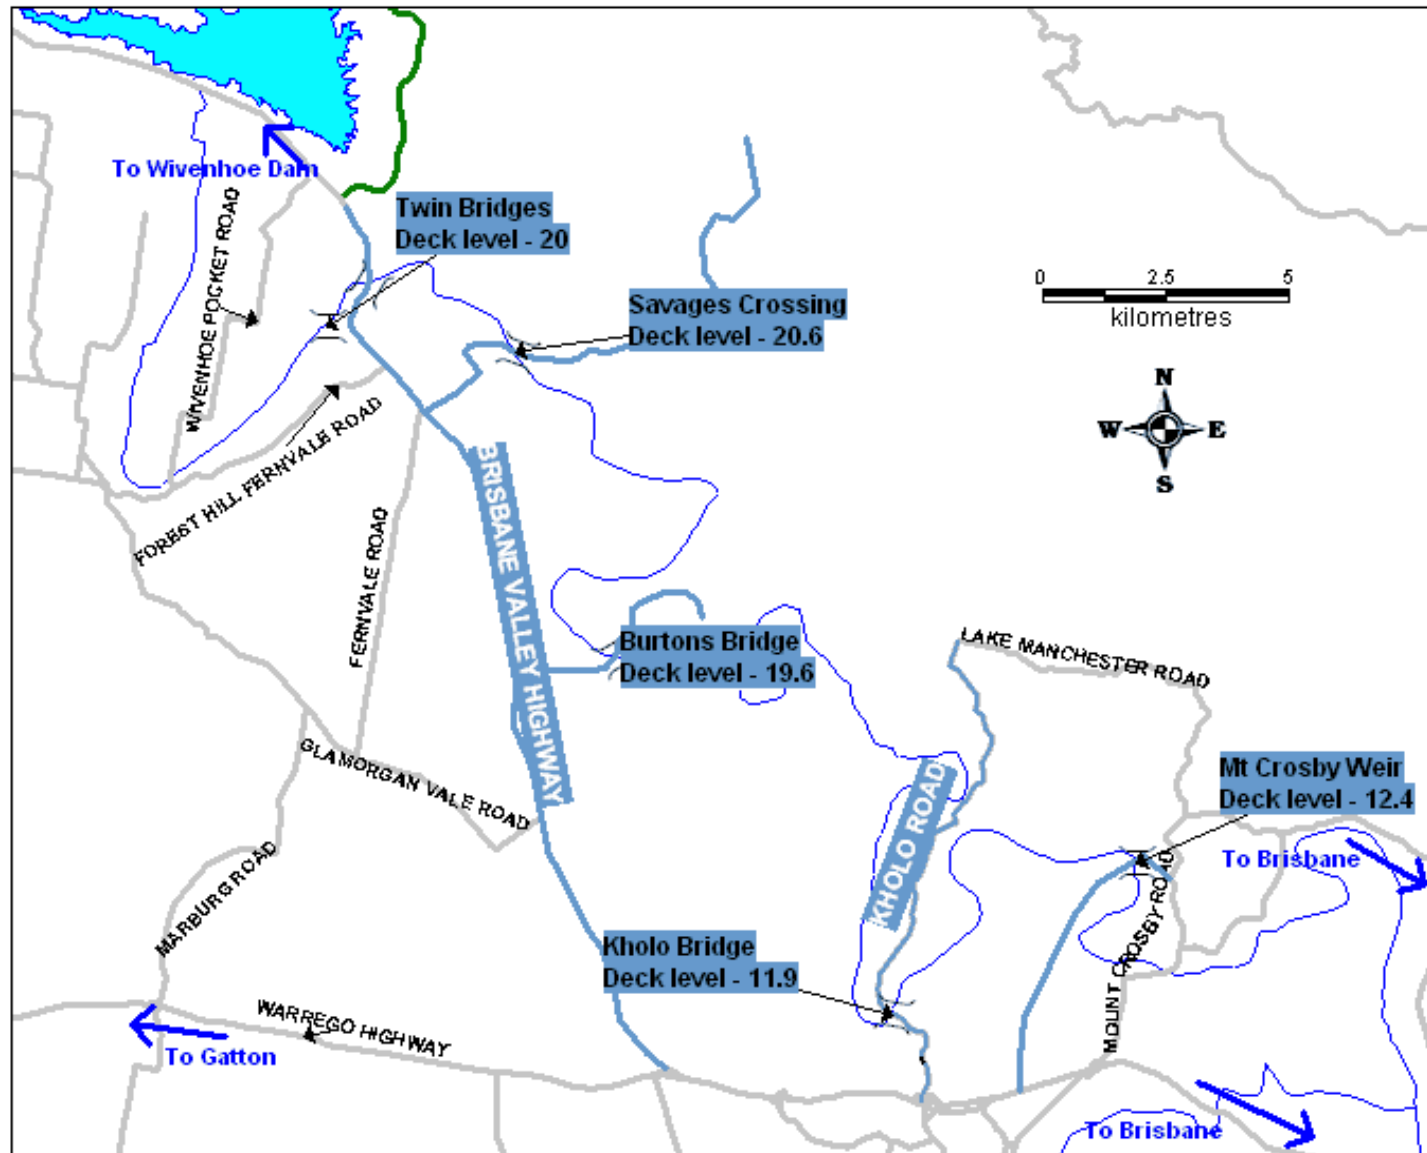 To Wivenhoe Dam
Twin Bridges
Deck level - 20
WIVENHOE POCKET ROAD
Savages Crossing
Deck level - 20.6
0 2.5 5
kilometres
N
W E
S
FOREST HILL FERNVALE ROAD
BRISBANE VALLEY HIGHWAY
FERNVALE ROAD
Burtons Bridge
Deck level - 19.6
LAKE MANCHESTER ROAD
GLAMORGAN VALE ROAD
KHOLO ROAD
Mt Crosby Weir
Deck level - 12.4
To Brisbane
MARBURG ROAD
MOUNT CROSBY ROAD
Kholo Bridge
Deck level - 11.9
WARREGO HIGHWAY
To Gatton
To Brisbane